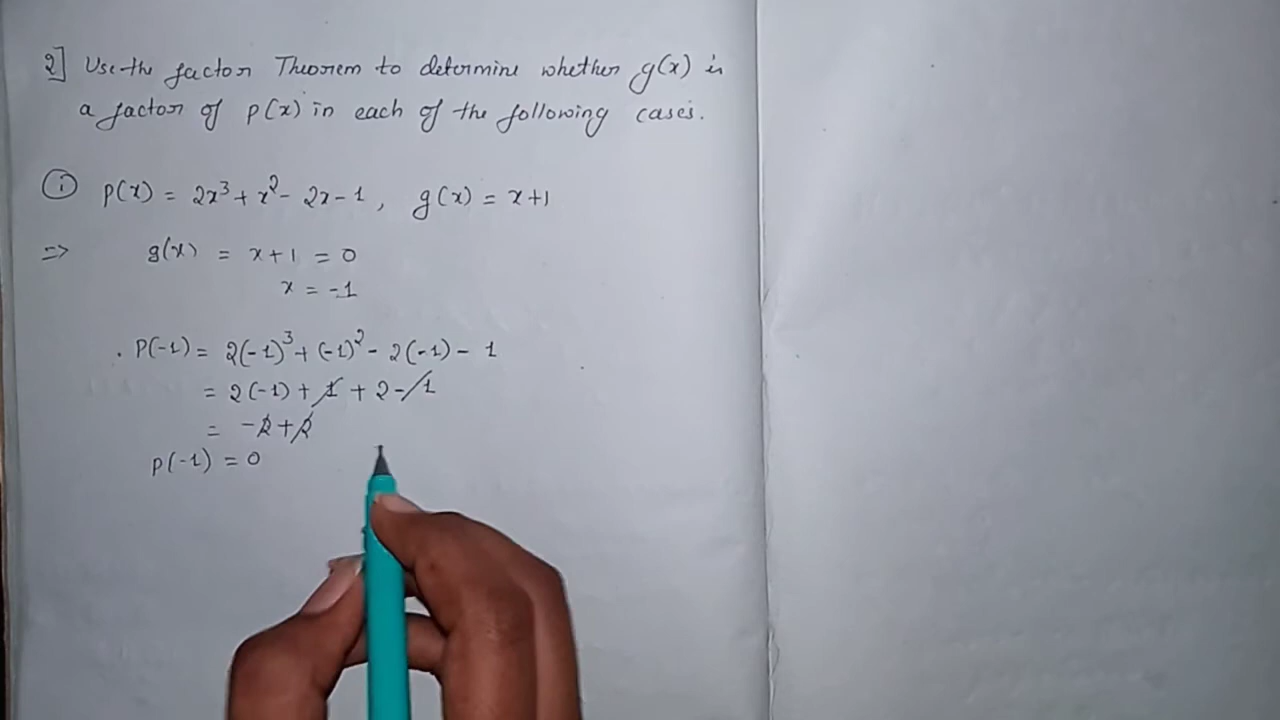 2] Use the factor Theorem to determine whether g(x) is
a factor of p(x) in each of the following cases.
(i) p(x) = 2x³ + x² - 2x - 1, g(x) = x+1
=> g(x) = x+1 = 0
x = -1
. P(-1) = 2(-1)³ + (-1)² - 2(-1) - 1
= 2(-1) + 1 + 2 - 1
= -2 + 2
p(-1) = 0